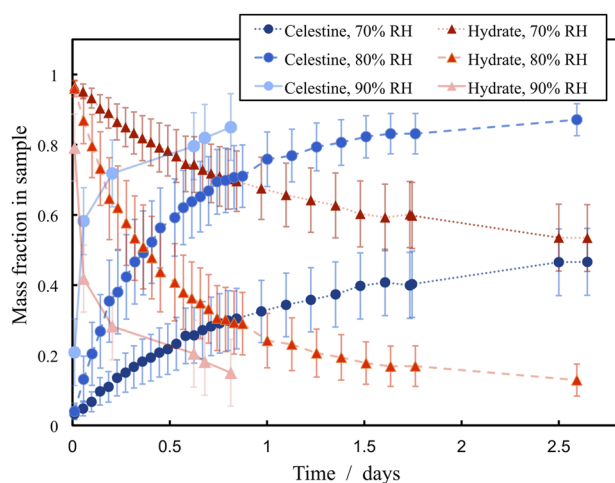 Celestine, 70% RH
Hydrate, 70% RH
Celestine, 80% RH
Hydrate, 80% RH
Celestine, 90% RH
Hydrate, 90% RH
Mass fraction in sample
1
0.8
0.6
0.4
0.2
0
0
0.5
1
1.5
2
2.5
Time / days